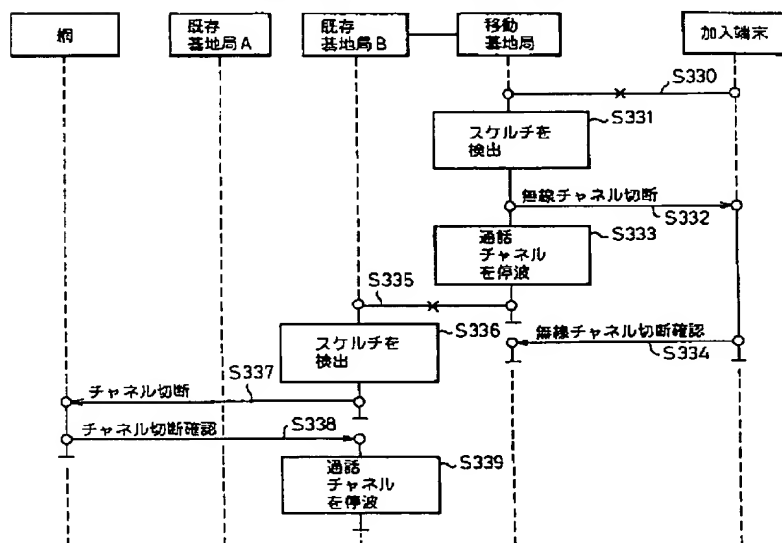 網
既存
基地局A
既存
基地局B
移動
基地局
加入端末
S330
スケルチを
検出
S331
無線チャネル切断
S332
通話
チャネル
を停波
S333
S335
スケルチを
検出
S336
無線チャネル切断確認
S334
チャネル切断
S337
チャネル切断確認
S338
通話
チャネル
を停波
S339